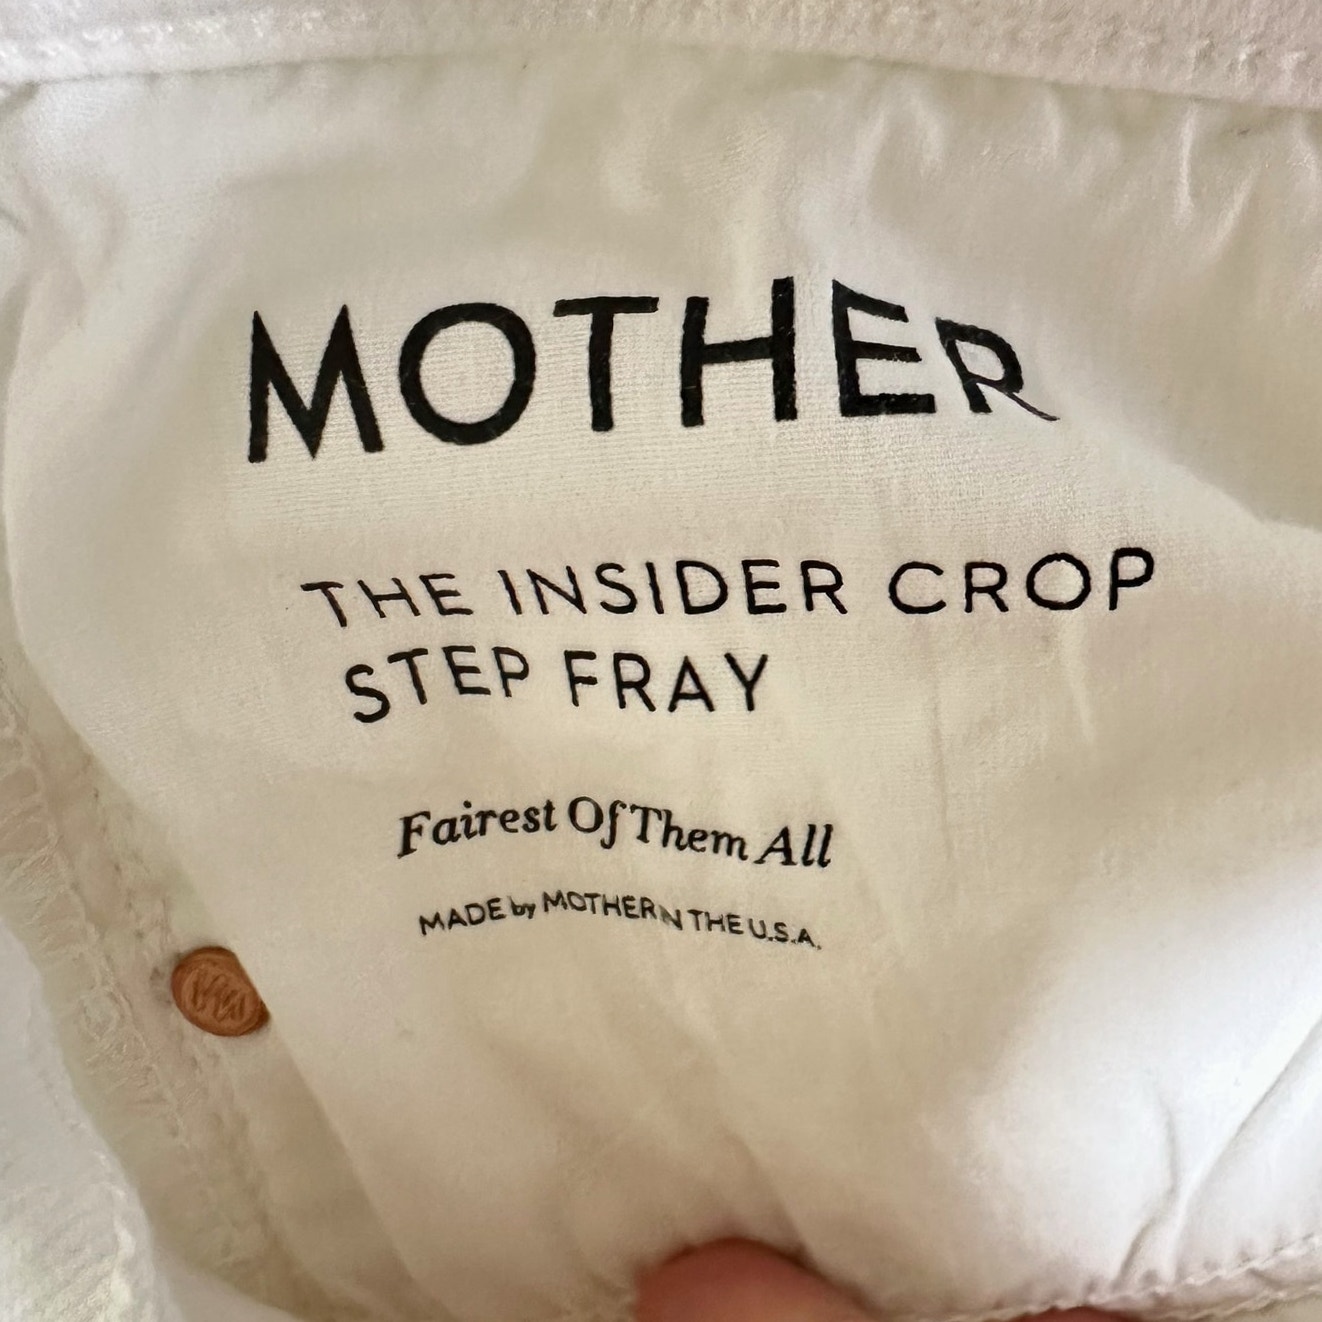 MOTHER
THE INSIDER CROP
STEP FRAY
Fairest Of Them All
MADE by MOTHER IN THE U.S.A.